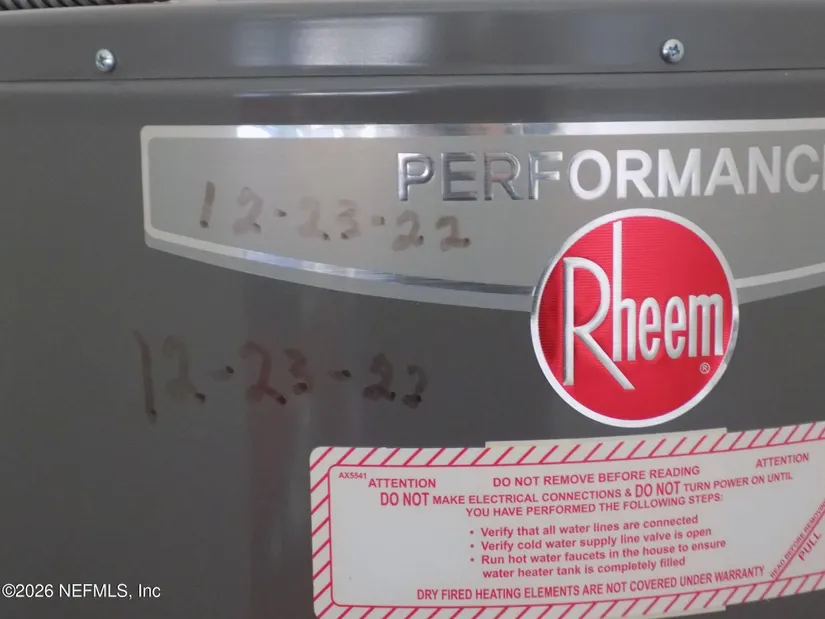 PERFORMANC
12-23-22
Rheem®
12-23-22
AX5541
ATTENTION
DO NOT REMOVE BEFORE READING
ATTENTION
DO NOT MAKE ELECTRICAL CONNECTIONS & DO NOT TURN POWER ON UNTIL
YOU HAVE PERFORMED THE FOLLOWING STEPS:
• Verify that all water lines are connected
• Verify cold water supply line valve is open
• Run hot water faucets in the house to ensure
water heater tank is completely filled
DRY FIRED HEATING ELEMENTS ARE NOT COVERED UNDER WARRANTY
READ BEFORE REMOVING
PULL
©2026 NEFMLS, Inc